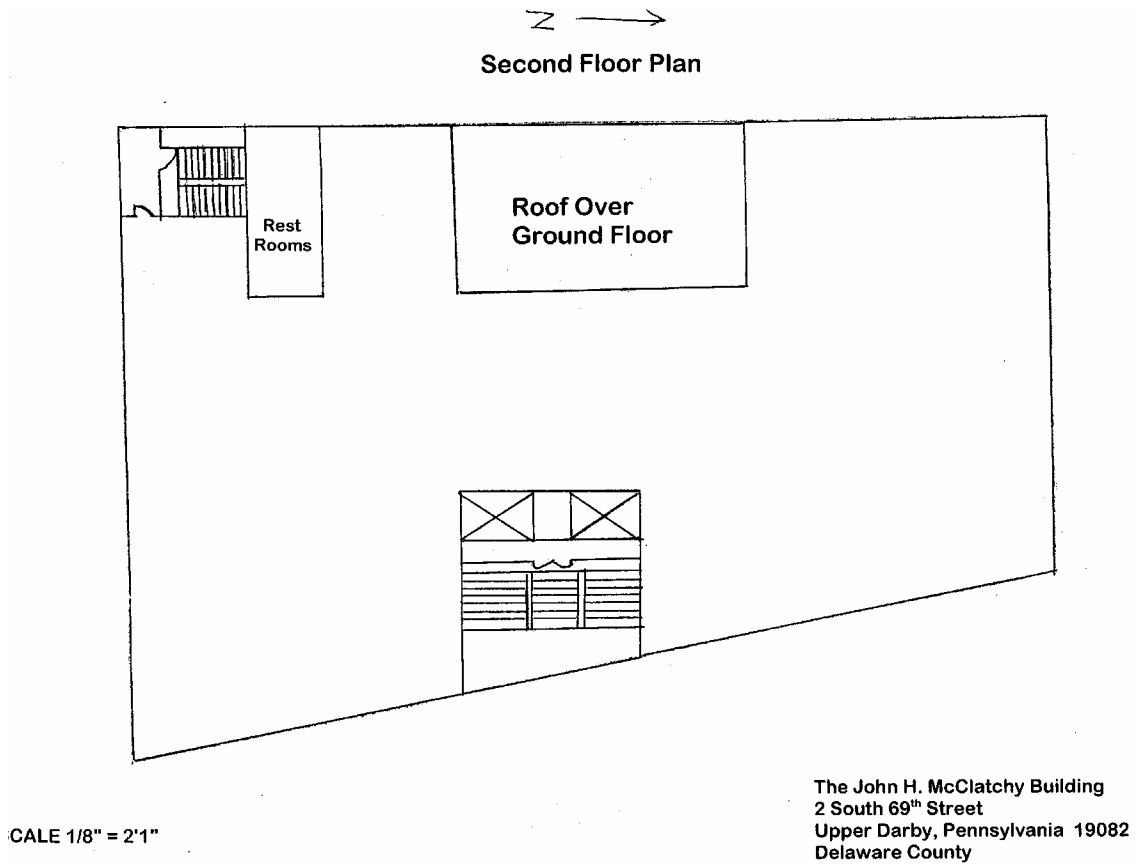 N
Second Floor Plan
Roof Over
Ground Floor
Rest
Rooms
The John H. McClatchy Building
2 South 69th Street
Upper Darby, Pennsylvania 19082
Delaware County
CALE 1/8" = 2'1"